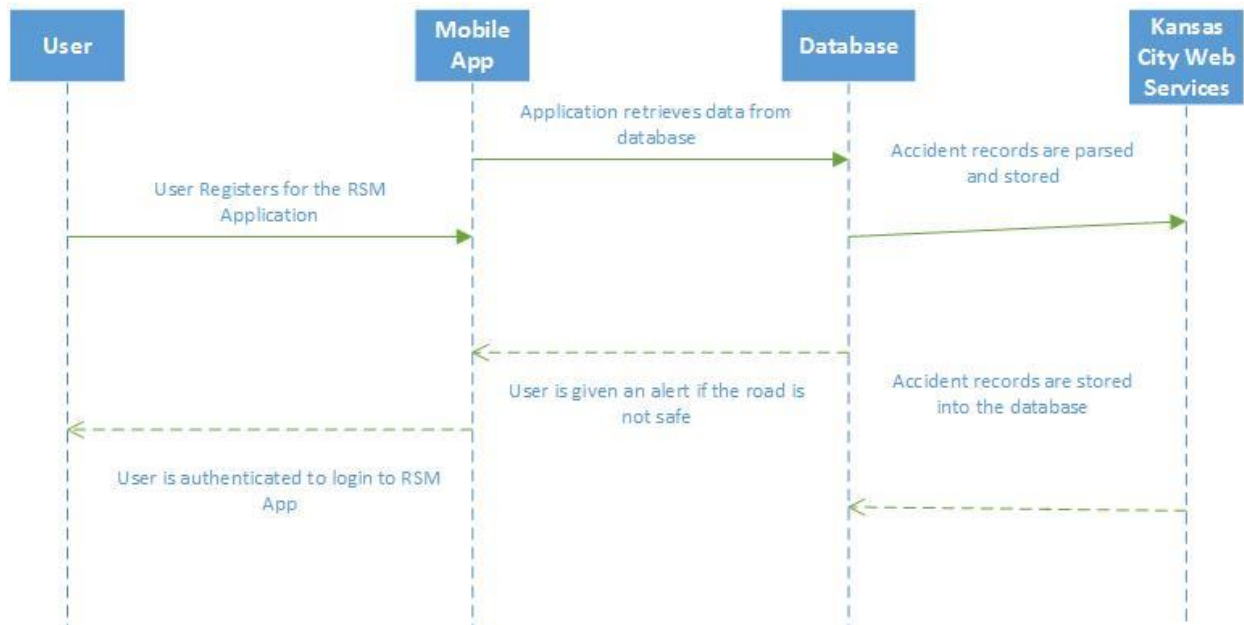 User
Mobile
App
Database
Kansas
City Web
Services
Application retrieves data from
database
Accident records are parsed
and stored
User Registers for the RSM
Application
User is given an alert if the road is
not safe
Accident records are stored
into the database
User is authenticated to login to RSM
App